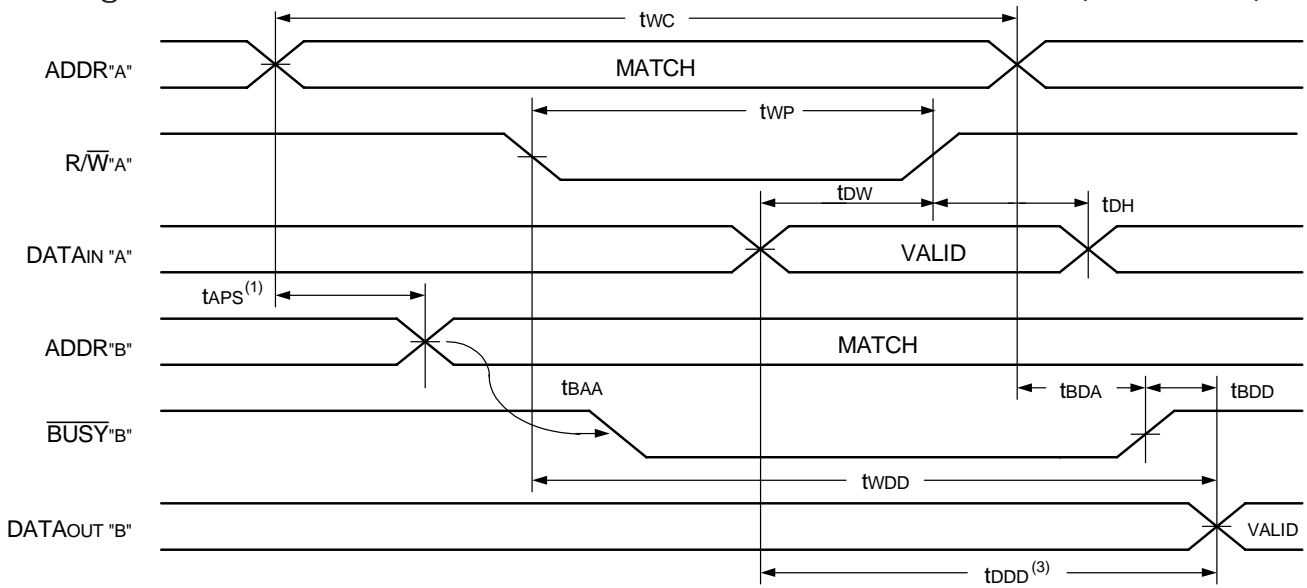 tWC
ADDR"A" MATCH
tWP
R/W"A"
tDW tDH
DATAIN "A" VALID
tAPS(1)
ADDR"B" MATCH
tBAA tBDA tBDD
BUSY"B"
tWDD
DATAOUT "B" VALID
tDDD(3)